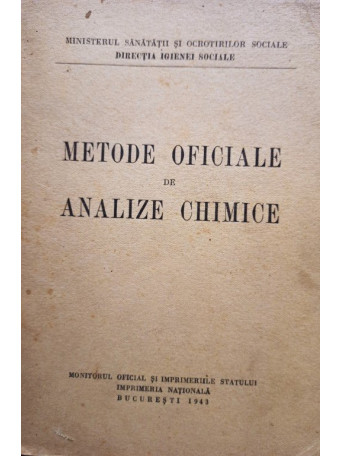 MINISTERUL SĂNĂTĂȚII ȘI OCROTIRILOR SOCIALE
DIRECȚIA IGIENEI SOCIALE
METODE OFICIALE
DE
ANALIZE CHIMICE
MONITORUL OFICIAL ȘI IMPRIMERIILE STATULUI
IMPRIMERIA NAȚIONALĂ
BUCUREȘTI 1943